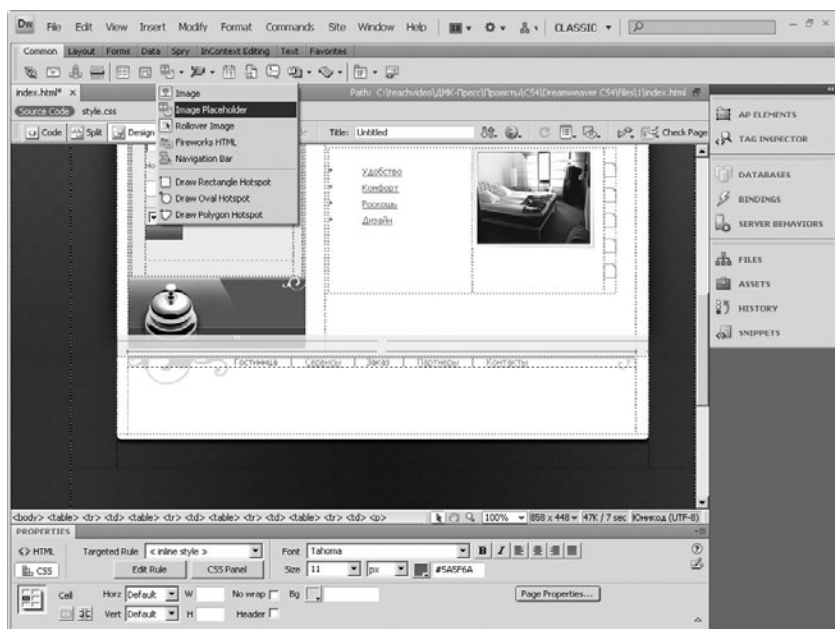 Dw File Edit View Insert Modify Format Commands Site Window Help CLASSIC
Common Layout Forms Data Spry InContext Editing Text Favorites
index.html* × Path: C:\teachvideo\ДМК-Пресс\Проекты\CS4\Dreamweaver CS4\files\1\index.html
Source Code style.css
Code Split Design Title: Untitled Check Page
Image
Image Placeholder
Rollover Image
Fireworks HTML
Navigation Bar
Draw Rectangle Hotspot
Draw Oval Hotspot
Draw Polygon Hotspot
Удобство
Комфорт
Роскошь
Дизайн
Гостиница | Сервисы | Заказ | Партнеры | Контакты
AP ELEMENTS
TAG INSPECTOR
DATABASES
BINDINGS
SERVER BEHAVIORS
FILES
ASSETS
HISTORY
SNIPPETS
<body> <table> <tr> <td> <table> <tr> <td> <table> <tr> <td> <table> <tr> <td> <p> 100% 858 x 448 47K / 7 sec Юникод (UTF-8)
PROPERTIES
<> HTML Targeted Rule < inline style > Font Tahoma B I
CSS Edit Rule CSS Panel Size 11 px #5A5F6A
Cell Horz Default W No wrap Bg Page Properties...
Vert Default H Header